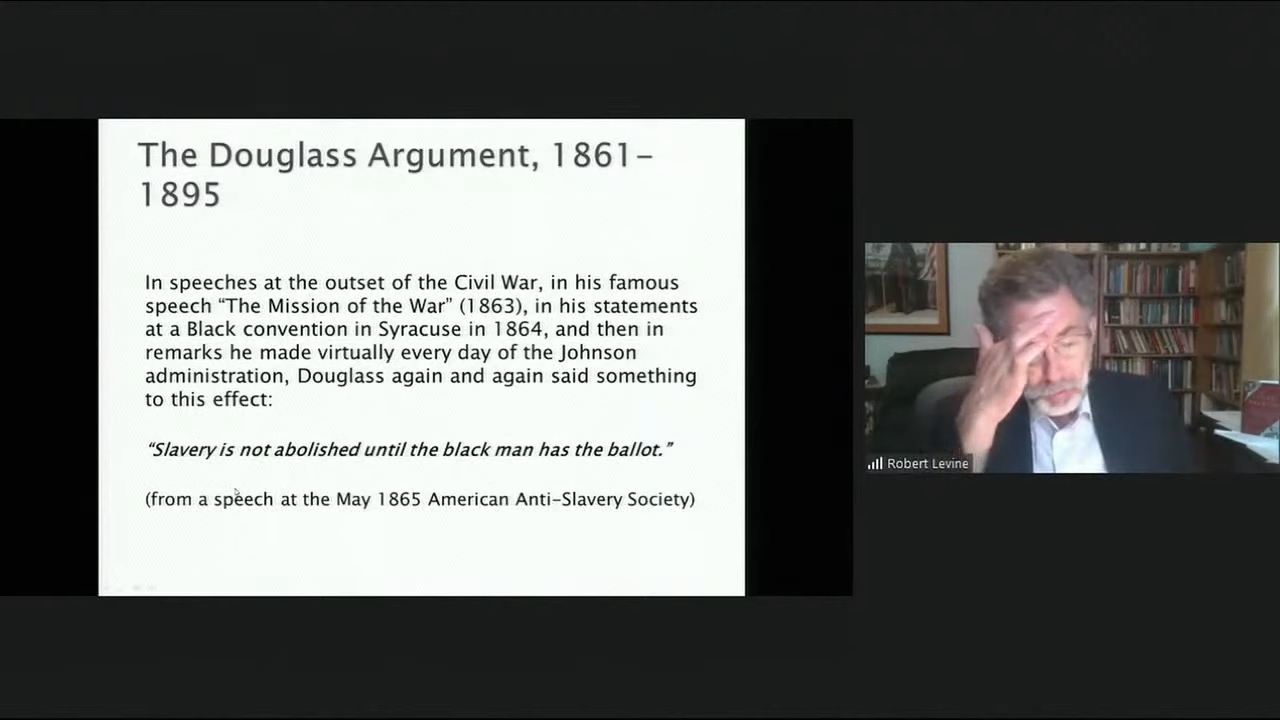 The Douglass Argument, 1861–
1895
In speeches at the outset of the Civil War, in his famous
speech “The Mission of the War” (1863), in his statements
at a Black convention in Syracuse in 1864, and then in
remarks he made virtually every day of the Johnson
administration, Douglass again and again said something
to this effect:
“Slavery is not abolished until the black man has the ballot.”
(from a speech at the May 1865 American Anti-Slavery Society)
Robert Levine